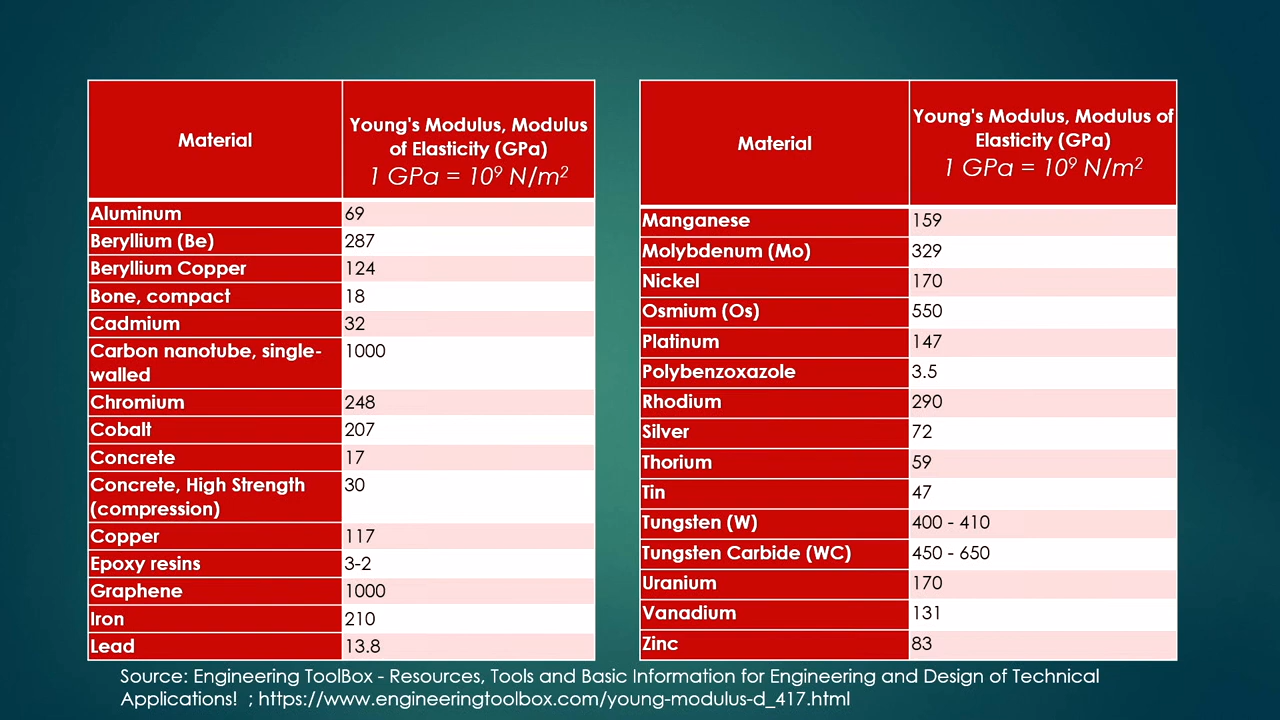 Material
Young's Modulus, Modulus
of Elasticity (GPa)
1 GPa = 10⁹ N/m²
Aluminum 69
Beryllium (Be) 287
Beryllium Copper 124
Bone, compact 18
Cadmium 32
Carbon nanotube, single- 1000
walled
Chromium 248
Cobalt 207
Concrete 17
Concrete, High Strength 30
(compression)
Copper 117
Epoxy resins 3-2
Graphene 1000
Iron 210
Lead 13.8
Material
Young's Modulus, Modulus of
Elasticity (GPa)
1 GPa = 10⁹ N/m²
Manganese 159
Molybdenum (Mo) 329
Nickel 170
Osmium (Os) 550
Platinum 147
Polybenzoxazole 3.5
Rhodium 290
Silver 72
Thorium 59
Tin 47
Tungsten (W) 400 - 410
Tungsten Carbide (WC) 450 - 650
Uranium 170
Vanadium 131
Zinc 83
Source: Engineering ToolBox - Resources, Tools and Basic Information for Engineering and Design of Technical
Applications!  ; https://www.engineeringtoolbox.com/young-modulus-d_417.html